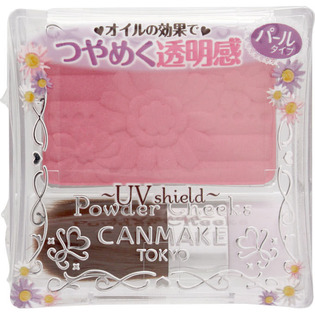 オイルの効果で
つやめく透明感
パール
タイプ
~UV shield~
Powder Cheeks
CANMAKE
TOKYO